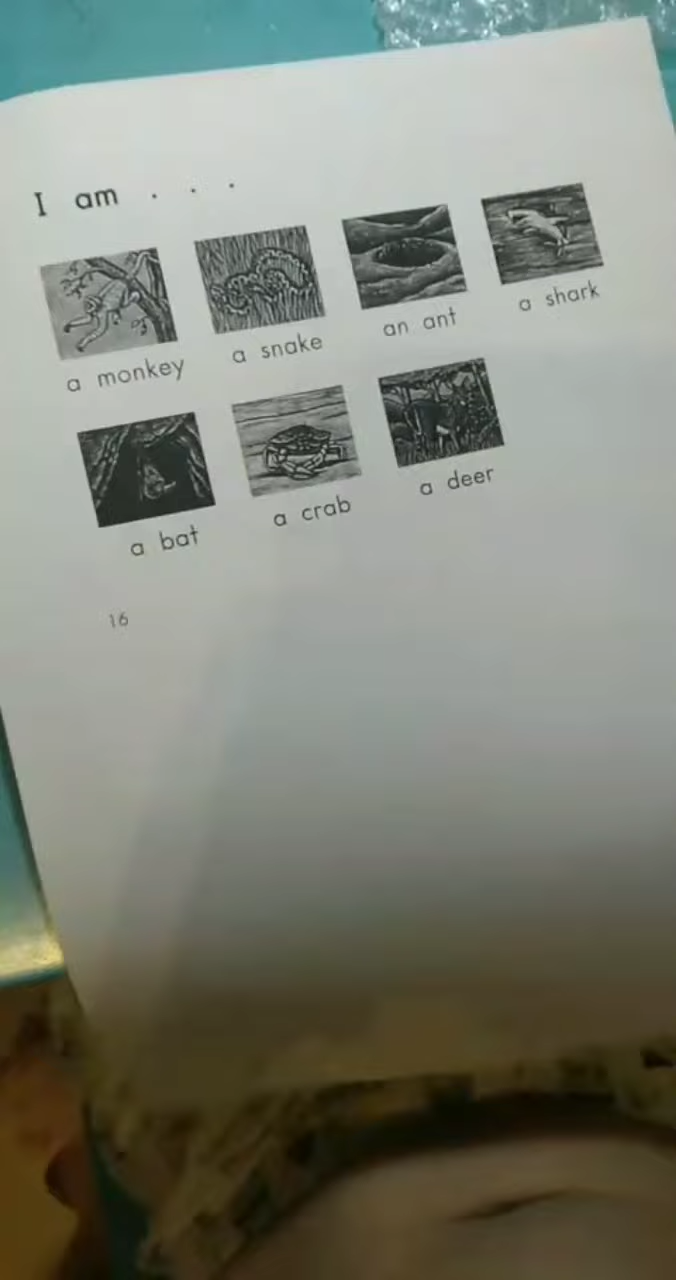 I am . . .
a monkey a snake an ant a shark
a bat a crab a deer
16